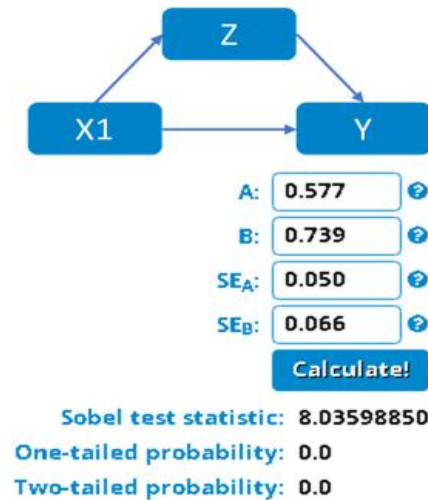 Z
X1 Y
A: 0.577 ?
B: 0.739 ?
SEA: 0.050 ?
SEB: 0.066 ?
Calculate!
Sobel test statistic: 8.03598850
One-tailed probability: 0.0
Two-tailed probability: 0.0